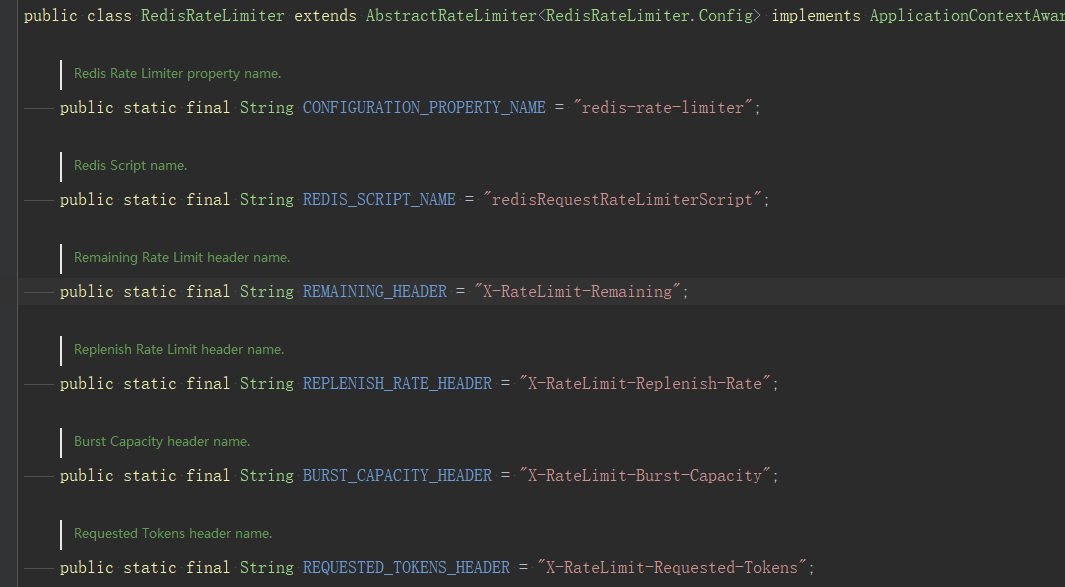 public class RedisRateLimiter extends AbstractRateLimiter<RedisRateLimiter.Config> implements ApplicationContextAwar
Redis Rate Limiter property name.
public static final String CONFIGURATION_PROPERTY_NAME = "redis-rate-limiter";
Redis Script name.
public static final String REDIS_SCRIPT_NAME = "redisRequestRateLimiterScript";
Remaining Rate Limit header name.
public static final String REMAINING_HEADER = "X-RateLimit-Remaining";
Replenish Rate Limit header name.
public static final String REPLENISH_RATE_HEADER = "X-RateLimit-Replenish-Rate";
Burst Capacity header name.
public static final String BURST_CAPACITY_HEADER = "X-RateLimit-Burst-Capacity";
Requested Tokens header name.
public static final String REQUESTED_TOKENS_HEADER = "X-RateLimit-Requested-Tokens";